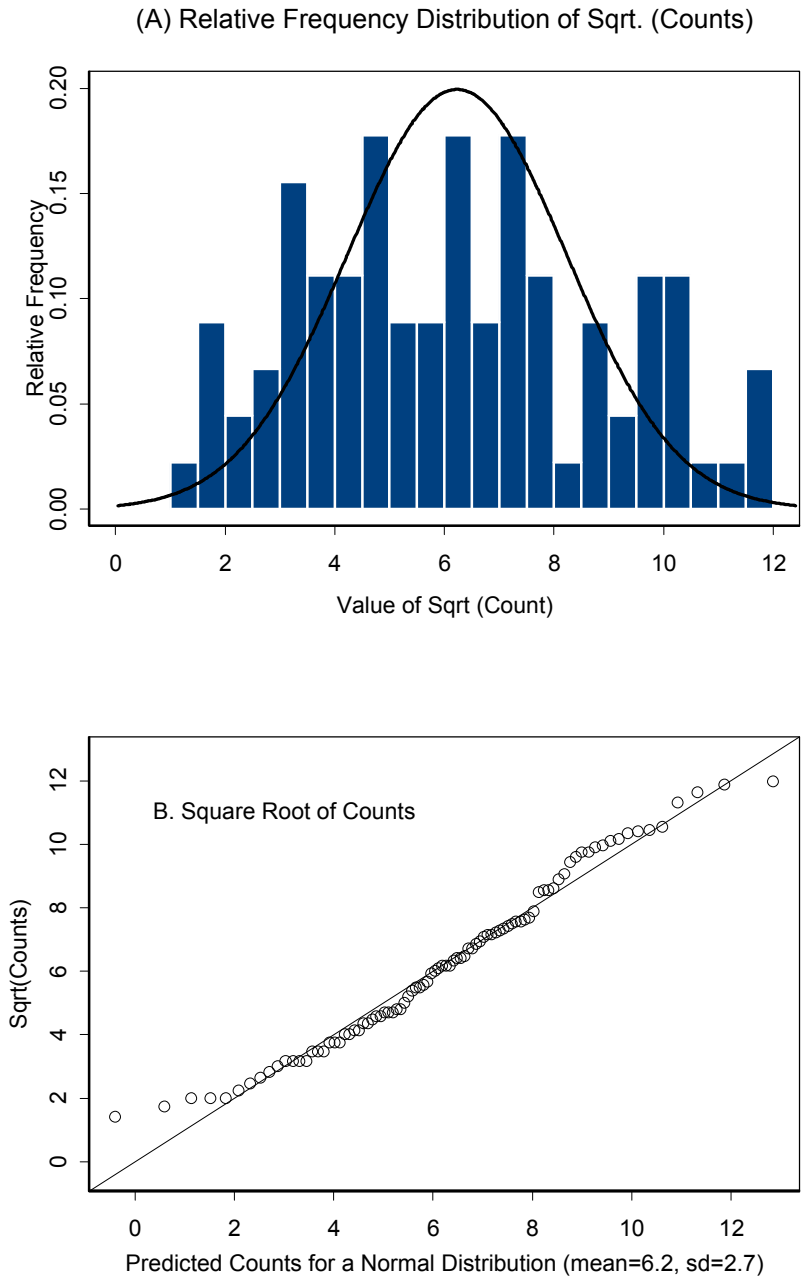 (A) Relative Frequency Distribution of Sqrt. (Counts)
Relative Frequency
0.20
0.15
0.10
0.05
0.00
0 2 4 6 8 10 12
Value of Sqrt (Count)
B. Square Root of Counts
Sqrt(Counts)
12
10
8
6
4
2
0
0 2 4 6 8 10 12
Predicted Counts for a Normal Distribution (mean=6.2, sd=2.7)